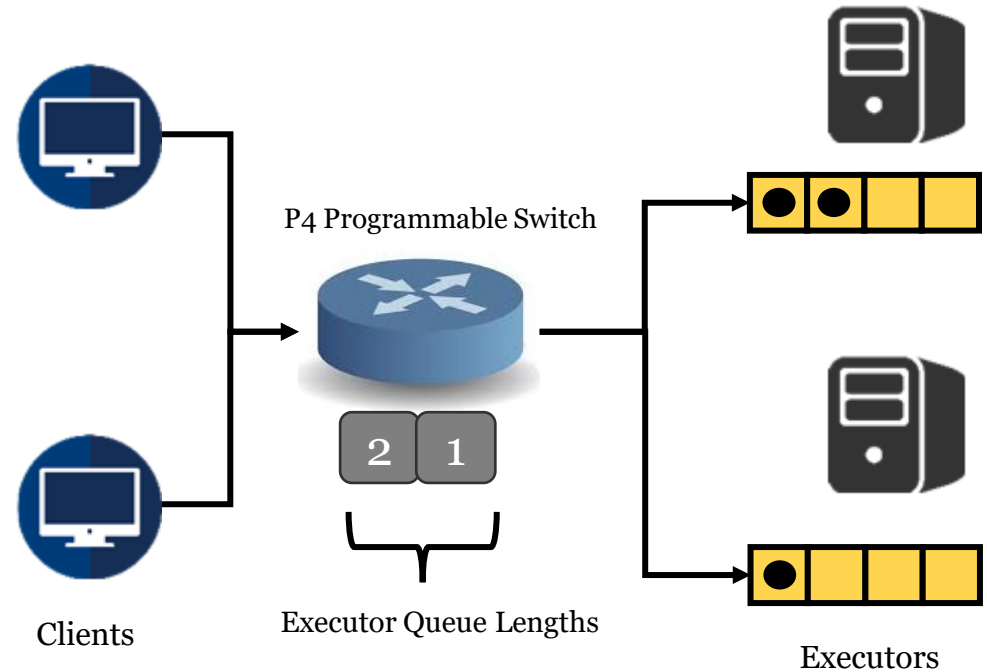 P4 Programmable Switch
2 1
Executor Queue Lengths
Clients
Executors